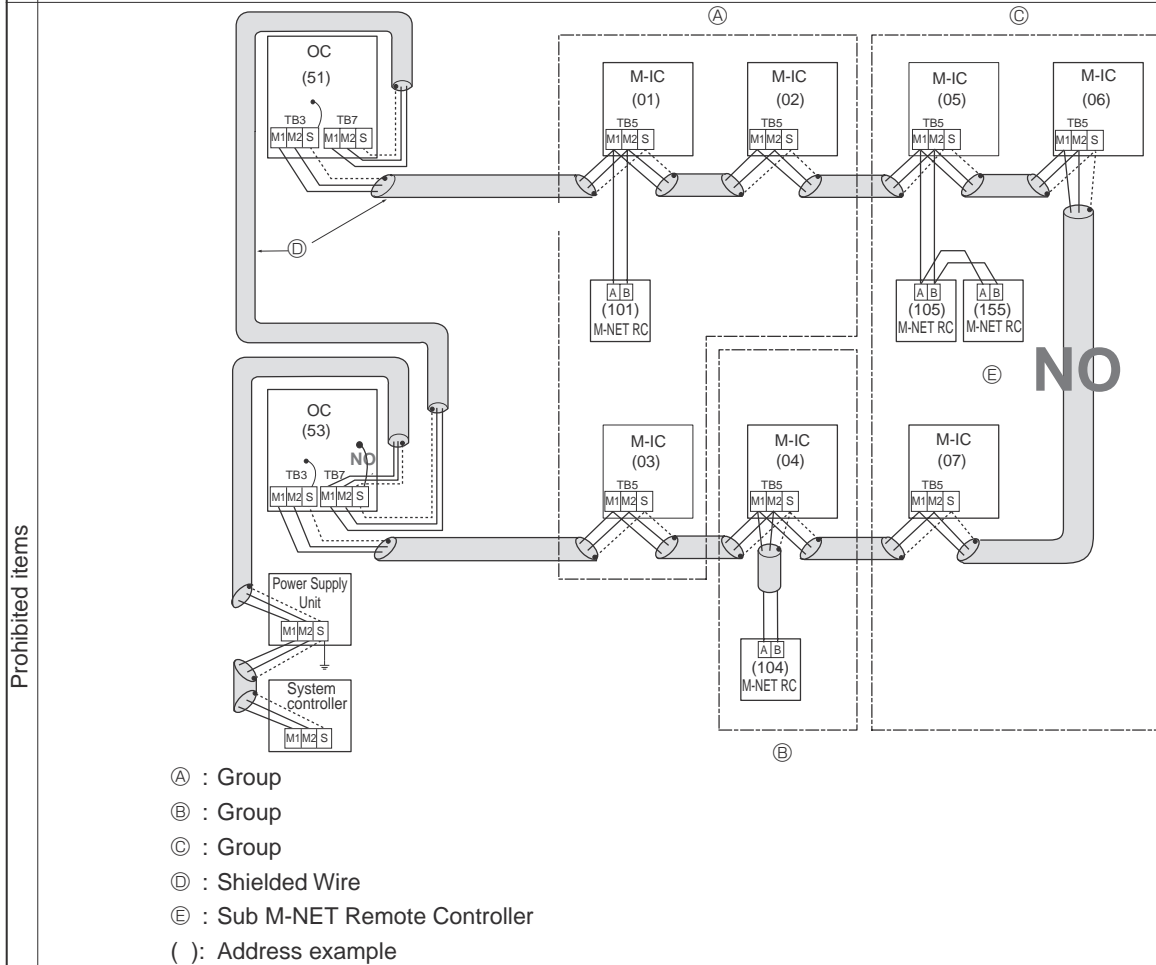 Prohibited items
Ⓐ
Ⓒ
OC
(51)
TB3 TB7
M1 M2 S M1 M2 S
M-IC
(01)
TB5
M1 M2 S
M-IC
(02)
TB5
M1 M2 S
M-IC
(05)
TB5
M1 M2 S
M-IC
(06)
TB5
M1 M2 S
Ⓓ
A B
(101)
M-NET RC
A B
(105)
M-NET RC
A B
(155)
M-NET RC
Ⓔ
NO
OC
(53)
NO
TB3 TB7
M1 M2 S M1 M2 S
M-IC
(03)
TB5
M1 M2 S
M-IC
(04)
TB5
M1 M2 S
M-IC
(07)
TB5
M1 M2 S
Power Supply
Unit
M1 M2 S
A B
(104)
M-NET RC
System
controller
M1 M2 S
Ⓑ
Ⓐ : Group
Ⓑ : Group
Ⓒ : Group
Ⓓ : Shielded Wire
Ⓔ : Sub M-NET Remote Controller
( ): Address example